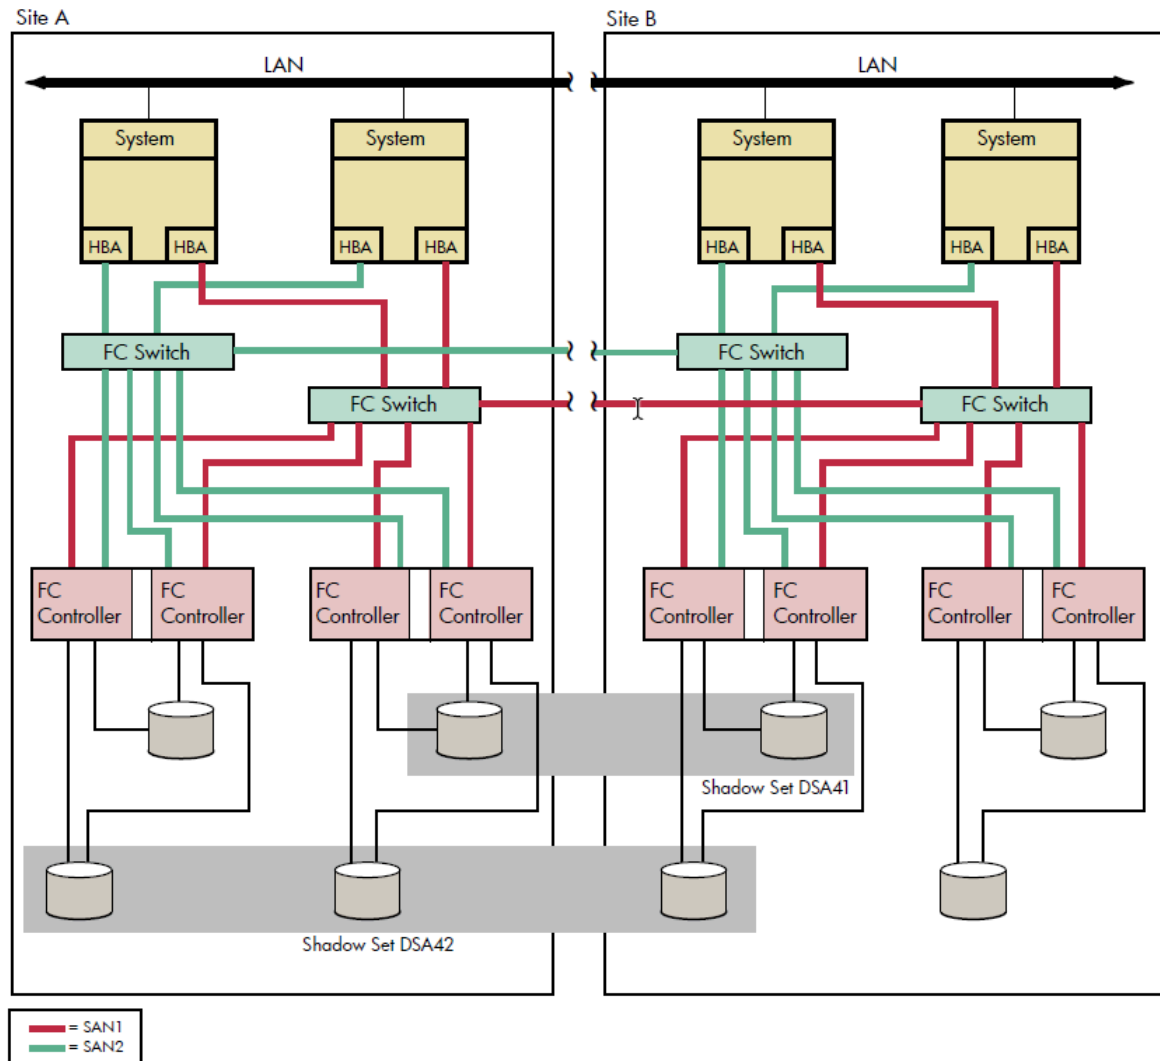 Site A
Site B
LAN
LAN
System
System
System
System
HBA
HBA
HBA
HBA
HBA
HBA
HBA
HBA
FC Switch
FC Switch
FC Switch
FC Switch
FC
Controller
FC
Controller
FC
Controller
FC
Controller
FC
Controller
FC
Controller
FC
Controller
FC
Controller
Shadow Set DSA41
Shadow Set DSA42
= SAN1
= SAN2